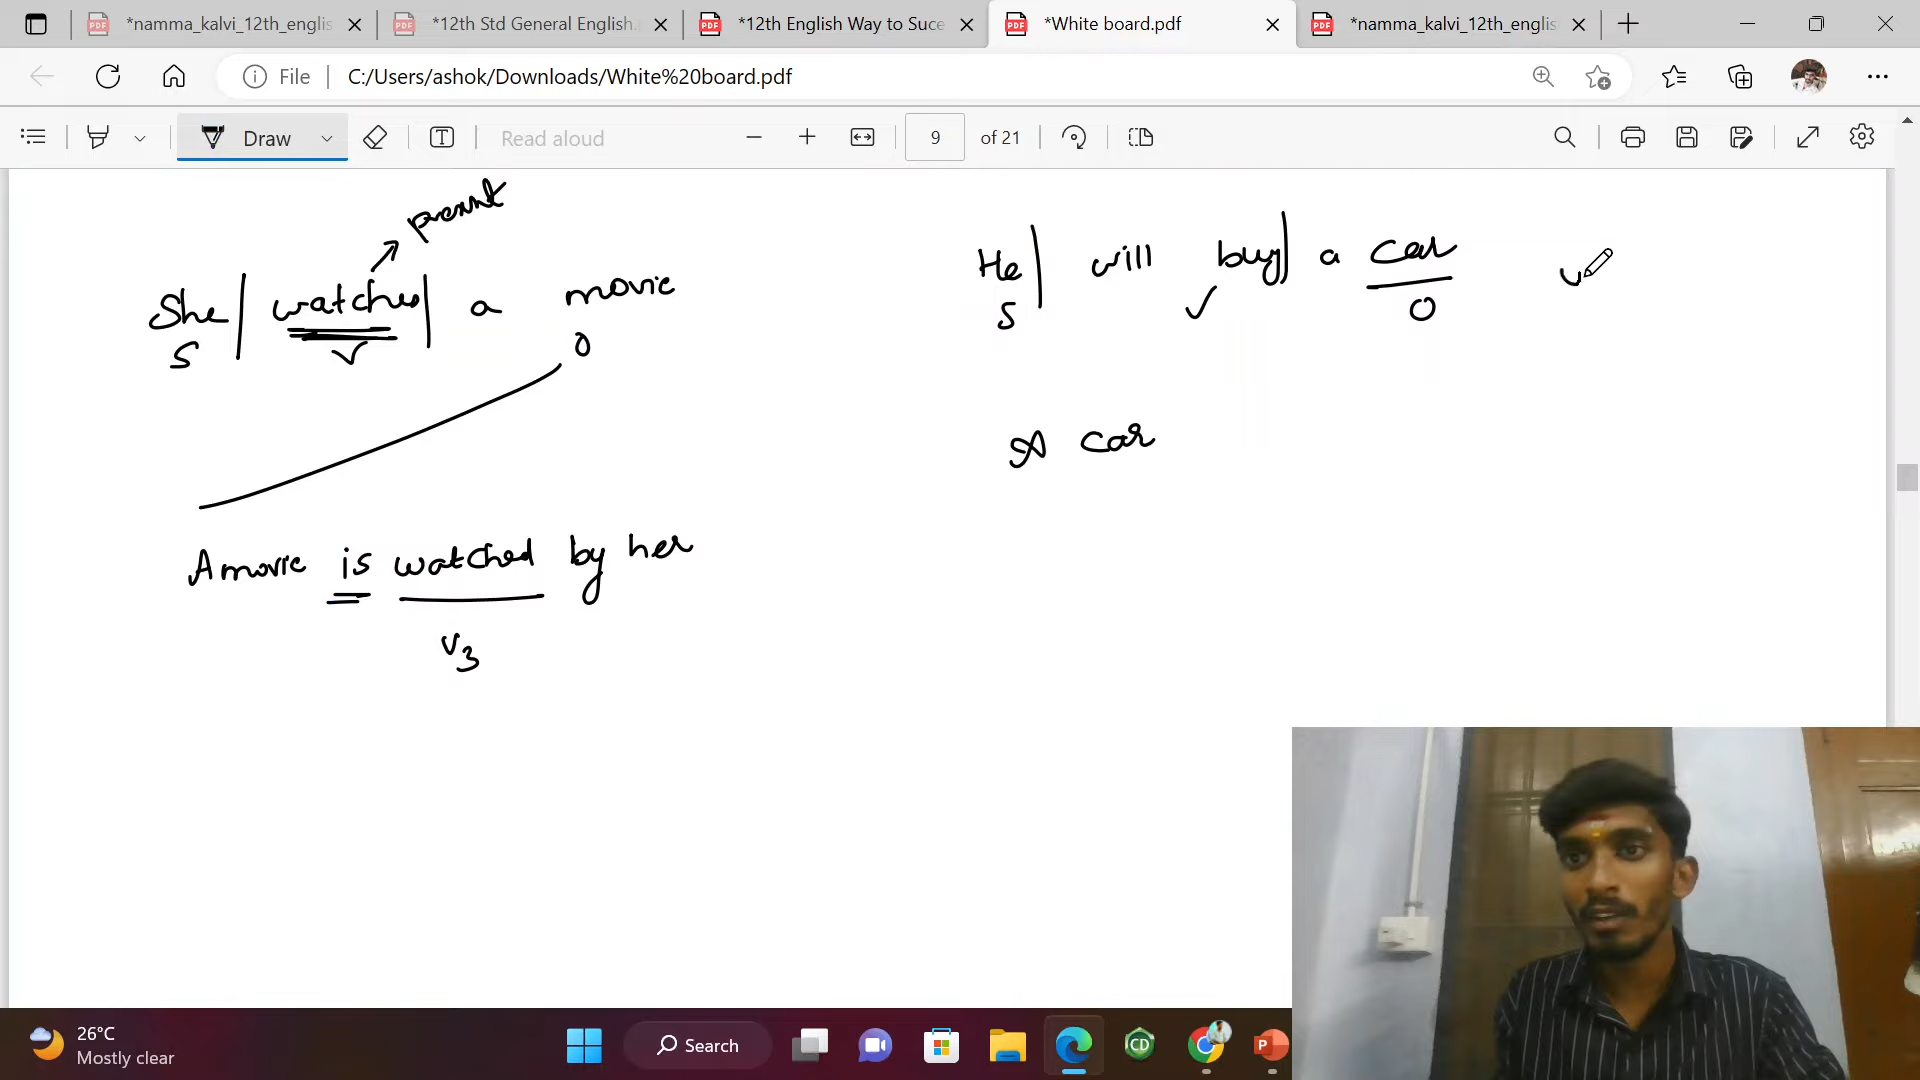 *namma_kalvi_12th_englis
*12th Std General English.
*12th English Way to Suce
*White board.pdf
*namma_kalvi_12th_englis
File
C:/Users/ashok/Downloads/White%20board.pdf
Draw
T
Read aloud
9
of 21
present
She watches a movie
S V O
He will buy a car
S V O
V
A car
A movie is watched by her
V3
26°C
Mostly clear
Search